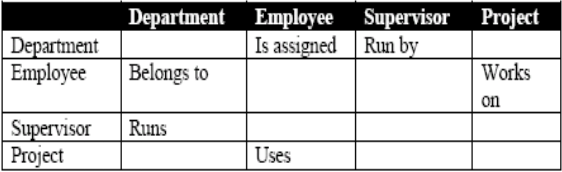 Department Employee Supervisor Project
Department Is assigned Run by
Employee Belongs to Works
on
Supervisor Runs
Project Uses